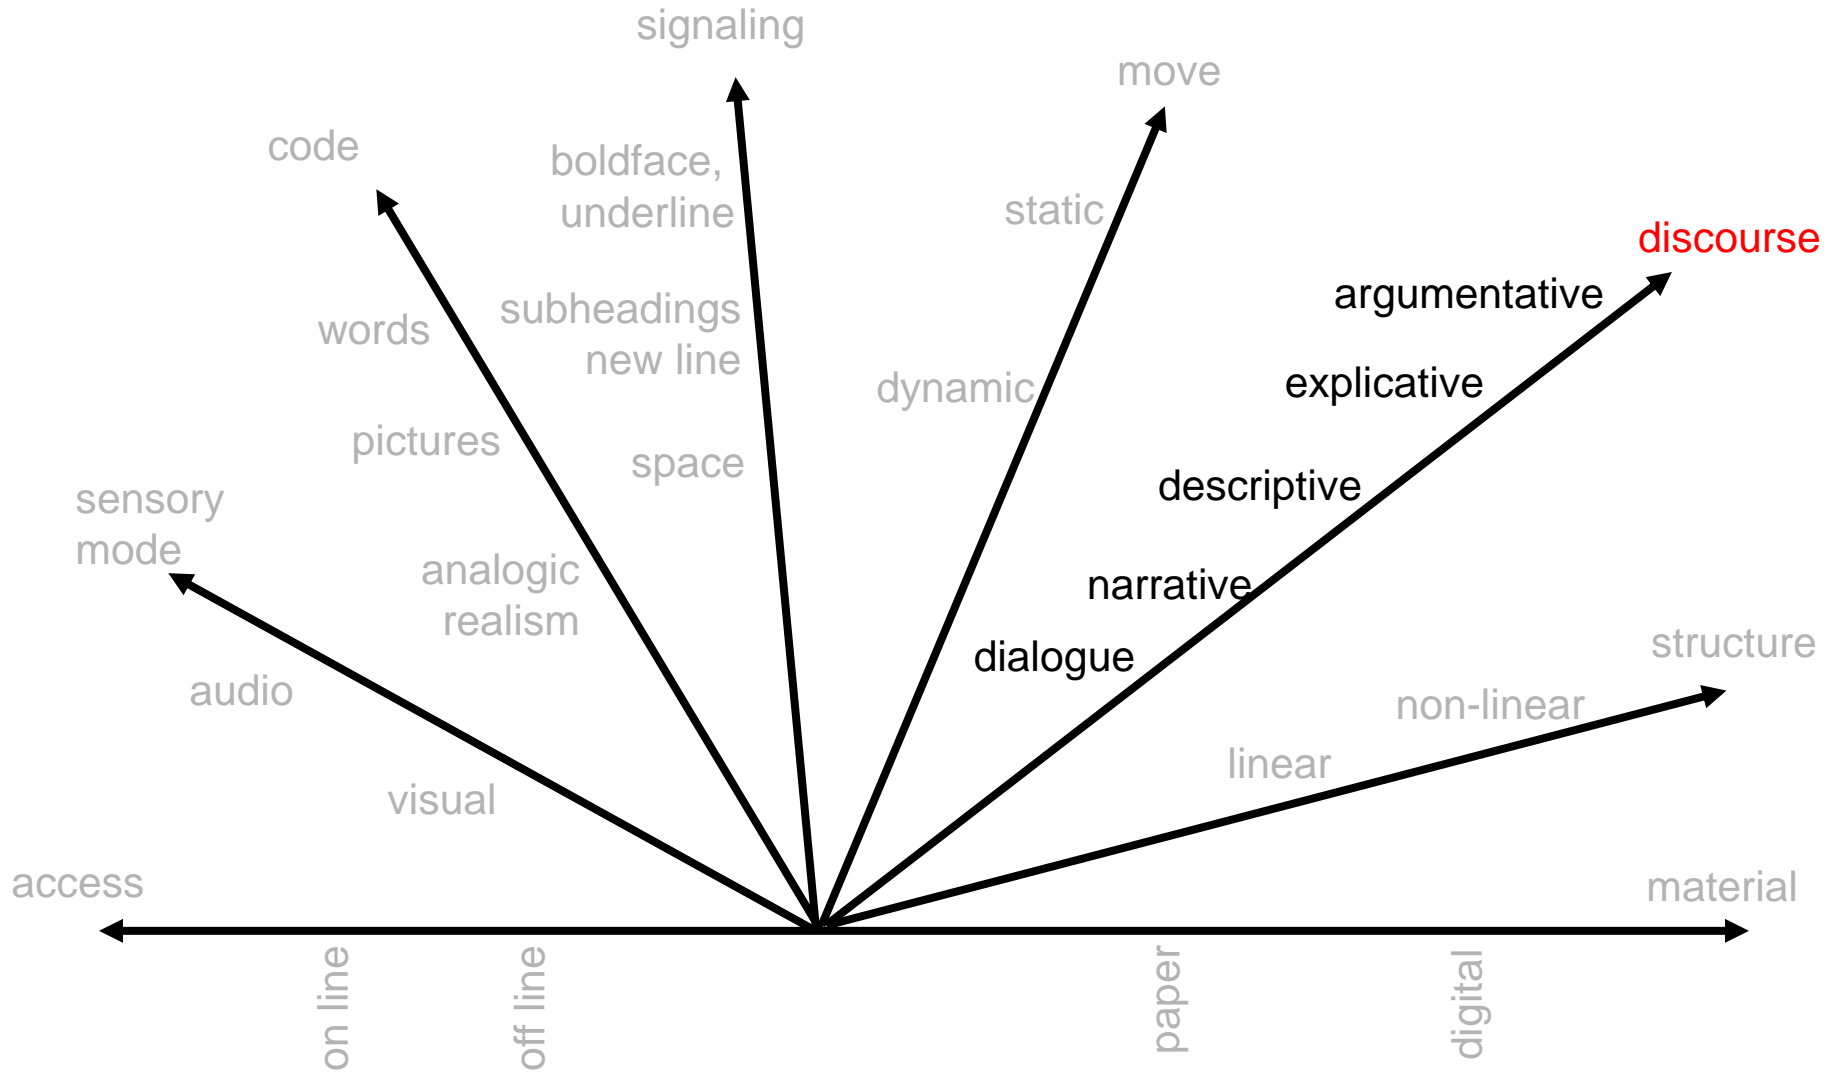 signaling
move
code
boldface,
underline
static
discourse
argumentative
subheadings
new line
words
dynamic
explicative
pictures
space
descriptive
sensory
mode
analogic
realism
narrative
dialogue
structure
audio
non-linear
linear
visual
access
material
on line
off line
paper
digital